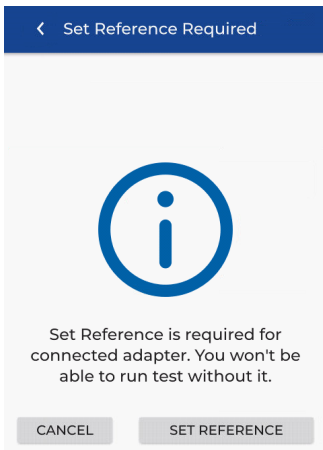 Set Reference Required
Set Reference is required for
connected adapter. You won't be
able to run test without it.
CANCEL
SET REFERENCE